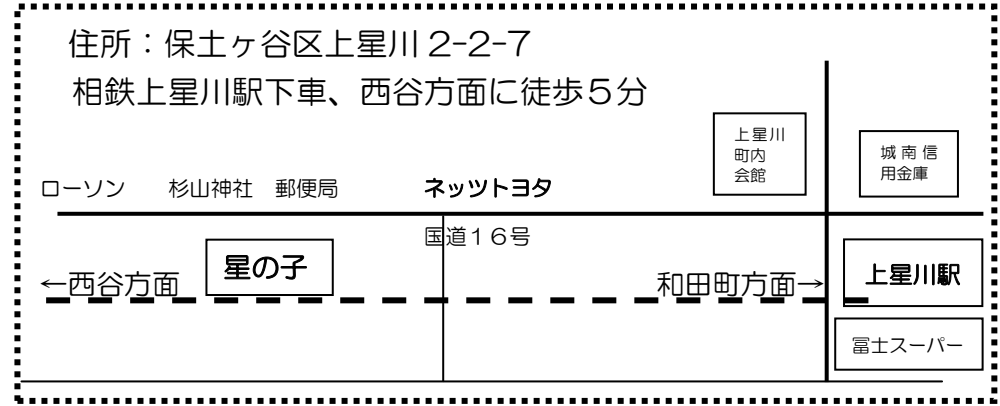 住所：保土ヶ谷区上星川2-2-7
相鉄上星川駅下車、西谷方面に徒歩5分
上星川
町内
会館
城南信
用金庫
ローソン　杉山神社　郵便局　ネッツトヨタ
国道16号
星の子
←西谷方面
和田町方面→
上星川駅
冨士スーパー